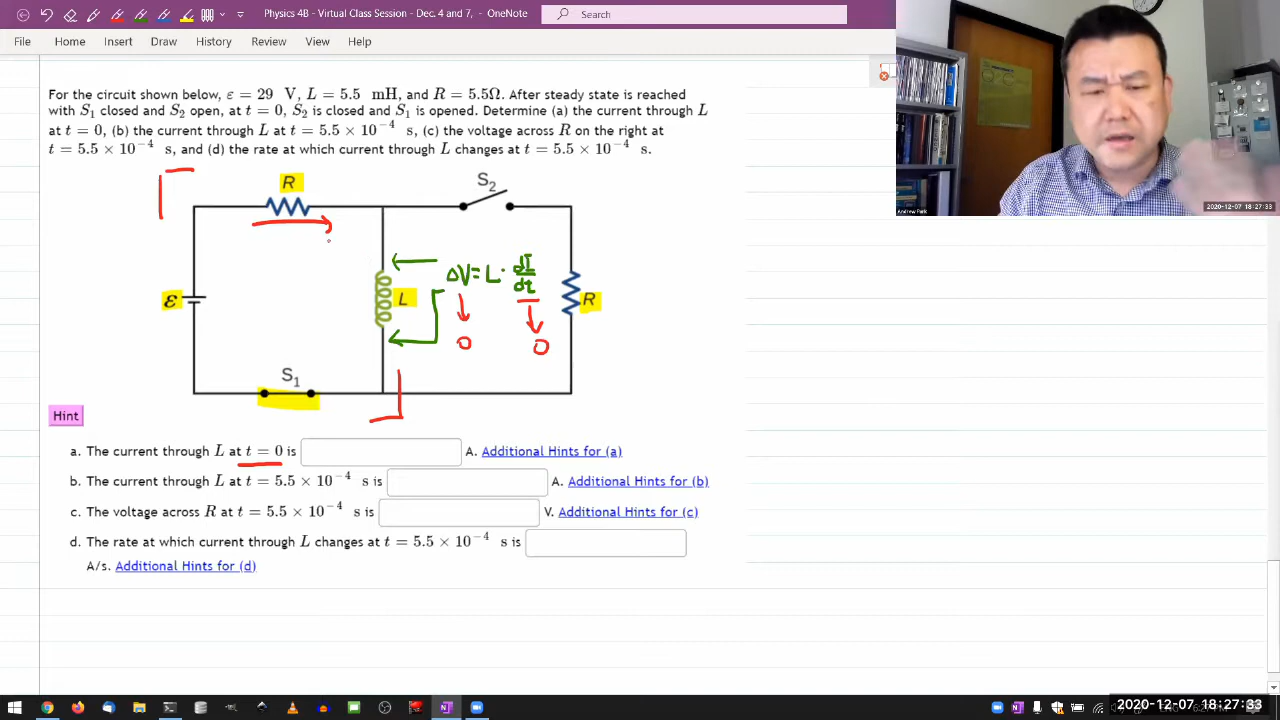 Physics 4B - Week of, Dec 4 and 7, - OneNote
Search
File Home Insert Draw History Review View Help
For the circuit shown below, ε = 29 V, L = 5.5 mH, and R = 5.5Ω. After steady state is reached
with S1 closed and S2 open, at t = 0, S2 is closed and S1 is opened. Determine (a) the current through L
at t = 0, (b) the current through L at t = 5.5 × 10⁻⁴ s, (c) the voltage across R on the right at
t = 5.5 × 10⁻⁴ s, and (d) the rate at which current through L changes at t = 5.5 × 10⁻⁴ s.
R
S2
ΔV = L · dI/dt
ε
L
R
0
0
S1
Hint
a. The current through L at t = 0 is A. Additional Hints for (a)
b. The current through L at t = 5.5 × 10⁻⁴ s is A. Additional Hints for (b)
c. The voltage across R at t = 5.5 × 10⁻⁴ s is V. Additional Hints for (c)
d. The rate at which current through L changes at t = 5.5 × 10⁻⁴ s is
A/s. Additional Hints for (d)
Andrew Park
2020-12-07 18:27:33
2020-12-07 18:27:33